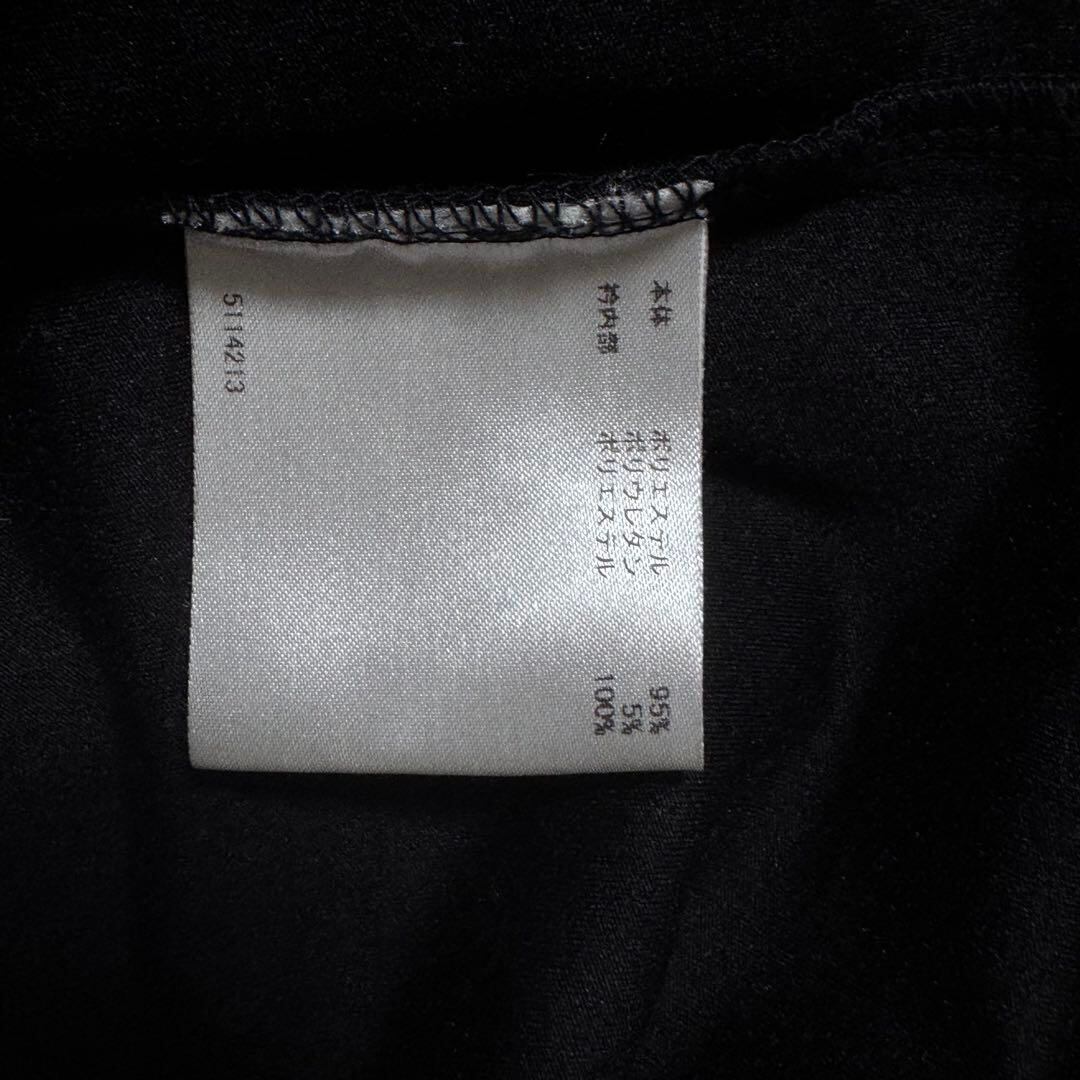 本体 ポリエステル 95%
ポリウレタン 5%
衿内部 ポリエステル 100%
5114213